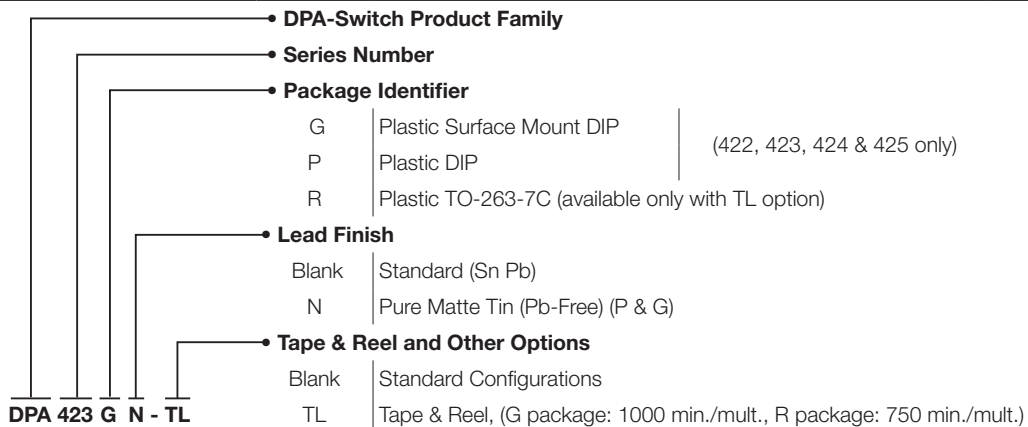 • DPA-Switch Product Family
• Series Number
• Package Identifier
G Plastic Surface Mount DIP
(422, 423, 424 & 425 only)
P Plastic DIP
R Plastic TO-263-7C (available only with TL option)
• Lead Finish
Blank Standard (Sn Pb)
N Pure Matte Tin (Pb-Free) (P & G)
• Tape & Reel and Other Options
Blank Standard Configurations
DPA 423 G N - TL
TL Tape & Reel, (G package: 1000 min./mult., R package: 750 min./mult.)